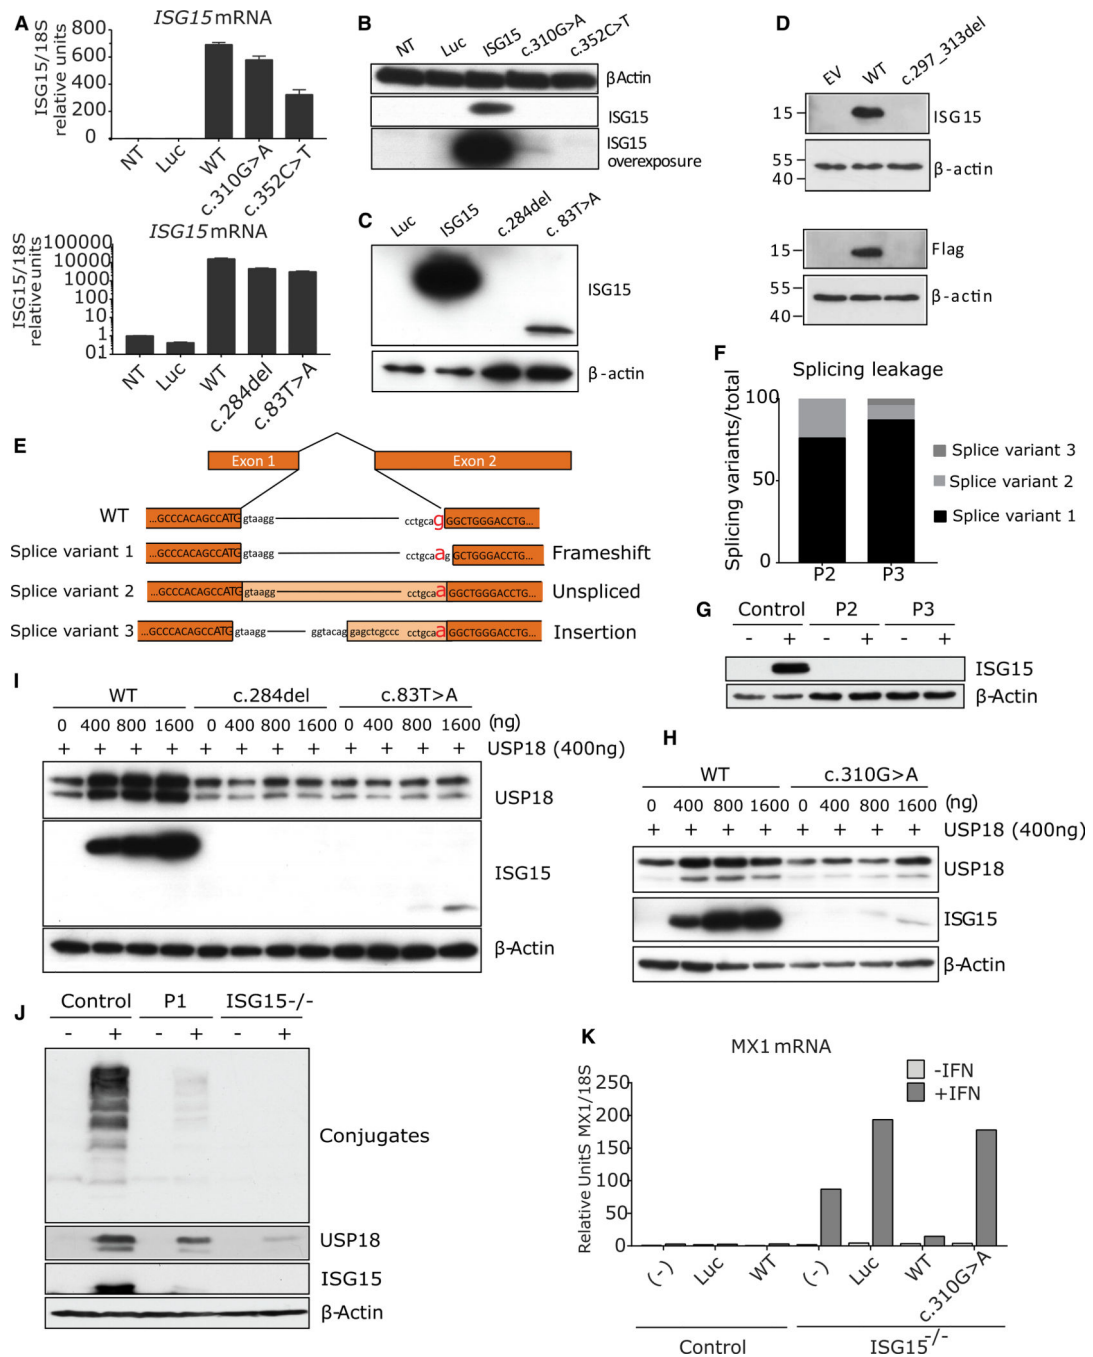 A
ISG15 mRNA
ISG15/18S
relative units
800
600
400
200
0
NT
Luc
WT
c.310G>A
c.352C>T
ISG15 mRNA
ISG15/18S
relative units
100000
10000
1000
100
10
1
01
NT
Luc
WT
c.284del
c.83T>A
B
NT
Luc
ISG15
c.310G>A
c.352C>T
βActin
ISG15
ISG15
overexposure
C
Luc
ISG15
c.284del
c. 83T>A
ISG15
β-actin
D
EV
WT
c.297_313del
15
ISG15
55
40
β-actin
15
Flag
55
40
β-actin
E
Exon 1
Exon 2
WT
...GCCCACAGCCATG gtaagg cctgcag GGCTGGGACCTG...
Splice variant 1
...GCCCACAGCCATG gtaagg cctgcaag GCTGGGACCTG...
Frameshift
Splice variant 2
...GCCCACAGCCATG gtaagg cctgcaa GGCTGGGACCTG...
Unspliced
Splice variant 3
...GCCCACAGCCATG gtaagg ggtacag gagctcgccc cctgcaa GGCTGGGACCTG...
Insertion
F
Splicing leakage
Splicing variants/total
100
50
0
P2
P3
Splice variant 3
Splice variant 2
Splice variant 1
G
Control P2 P3
- + - + - +
ISG15
β-Actin
I
WT c.284del c.83T>A
0 400 800 1600 0 400 800 1600 0 400 800 1600 (ng)
+ + + + + + + + + + + + USP18 (400ng)
USP18
ISG15
β-Actin
H
WT c.310G>A
0 400 800 1600 0 400 800 1600 (ng)
+ + + + + + + + USP18 (400ng)
USP18
ISG15
β-Actin
J
Control P1 ISG15-/-
- + - + - +
Conjugates
USP18
ISG15
β-Actin
K
MX1 mRNA
-IFN
+IFN
Relative UnitS MX1/18S
250
200
150
100
50
0
(-)
Luc
WT
(-)
Luc
WT
c.310G>A
Control
ISG15-/-